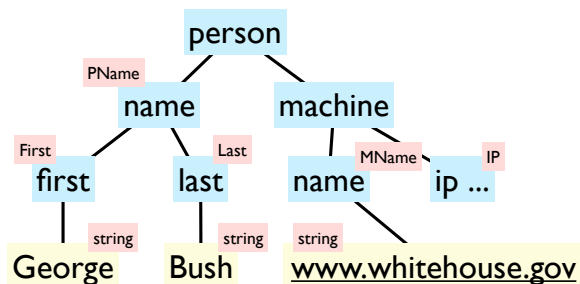 person
PName
name machine
First Last MName IP
first last name ip ...
string string string
George Bush www.whitehouse.gov